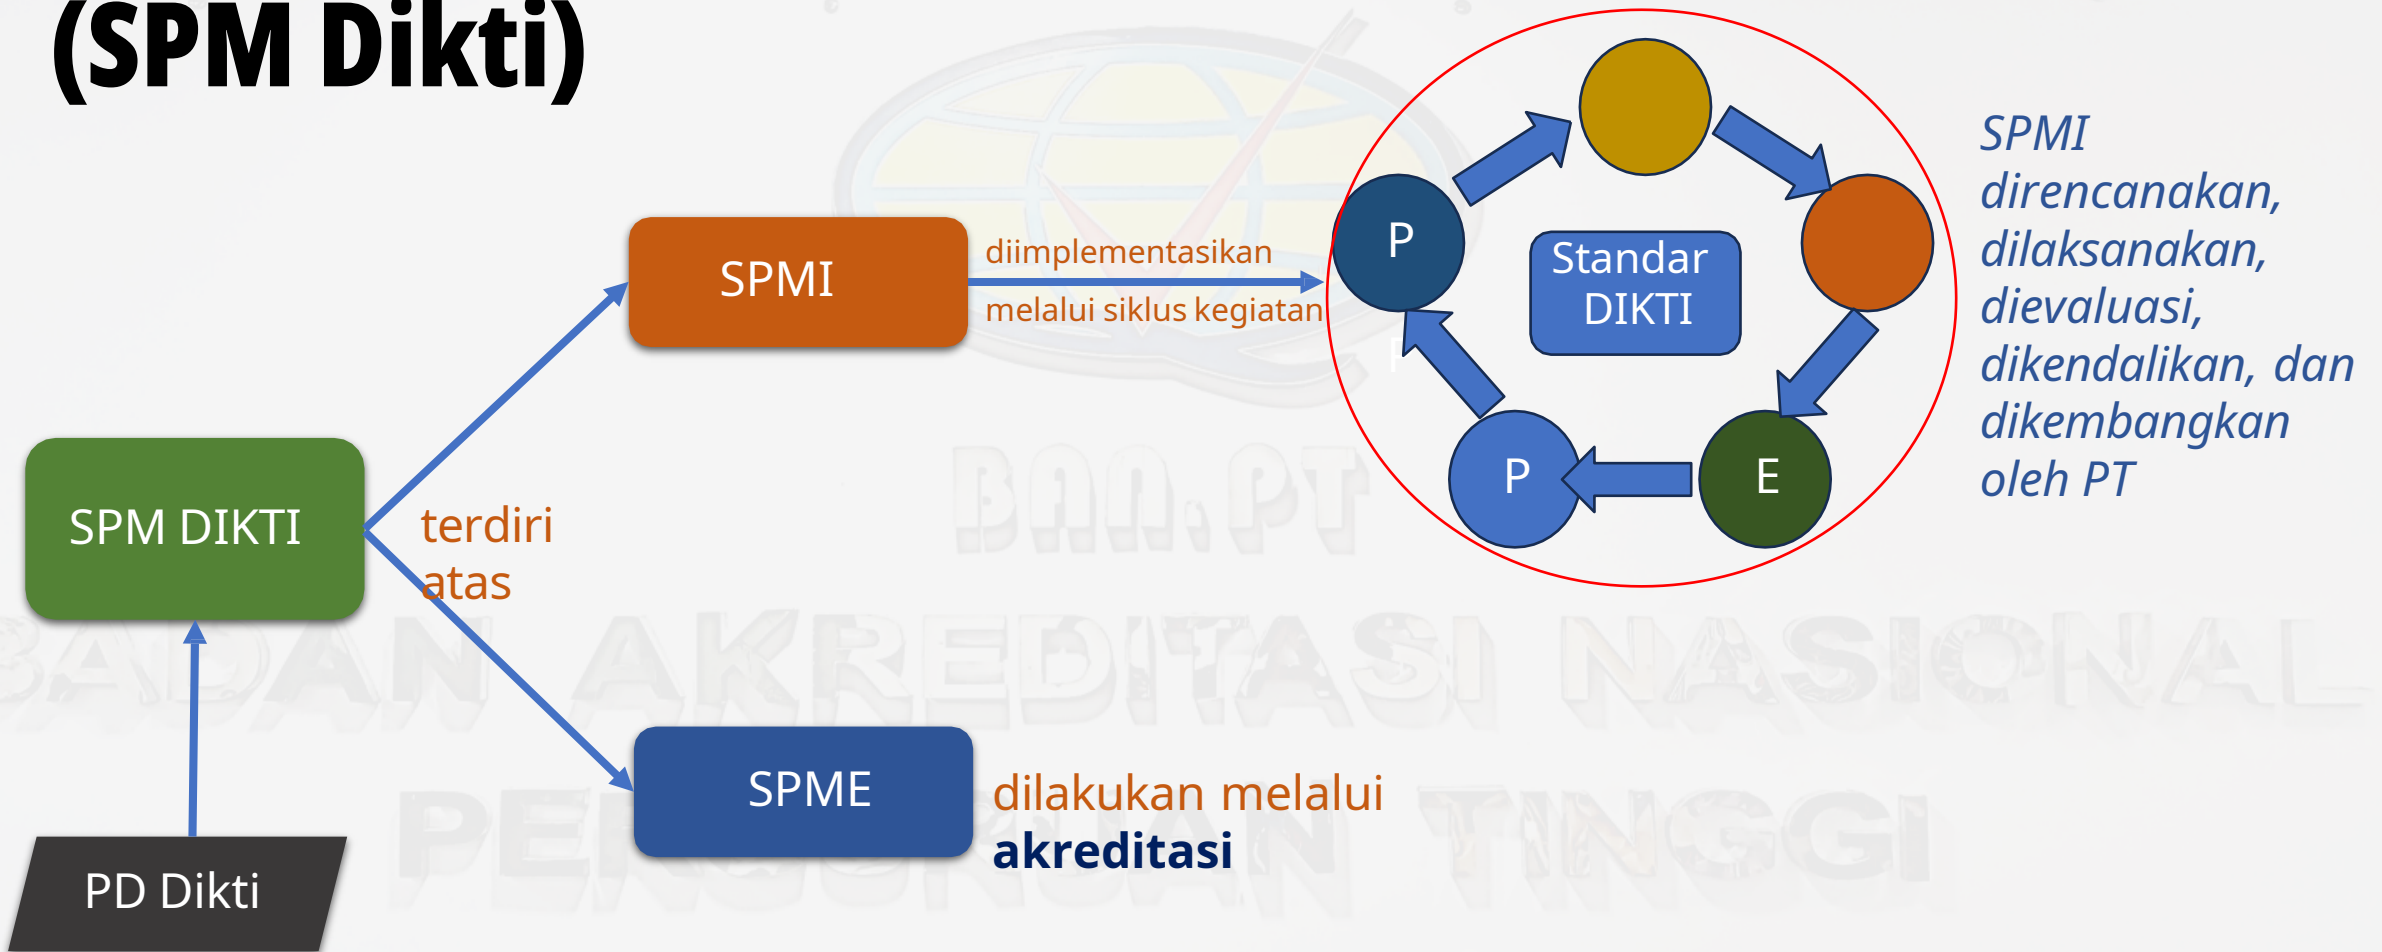 (SPM Dikti)
SPMI
diimplementasikan
melalui siklus kegiatan
P
P
Standar
DIKTI
P
E
SPMI
direncanakan,
dilaksanakan,
dievaluasi,
dikendalikan, dan
dikembangkan
oleh PT
SPM DIKTI
terdiri
atas
SPME
dilakukan melalui
akreditasi
PD Dikti
BAN.PT
BADAN AKREDITASI NASIONAL
PERGURUAN TINGGI